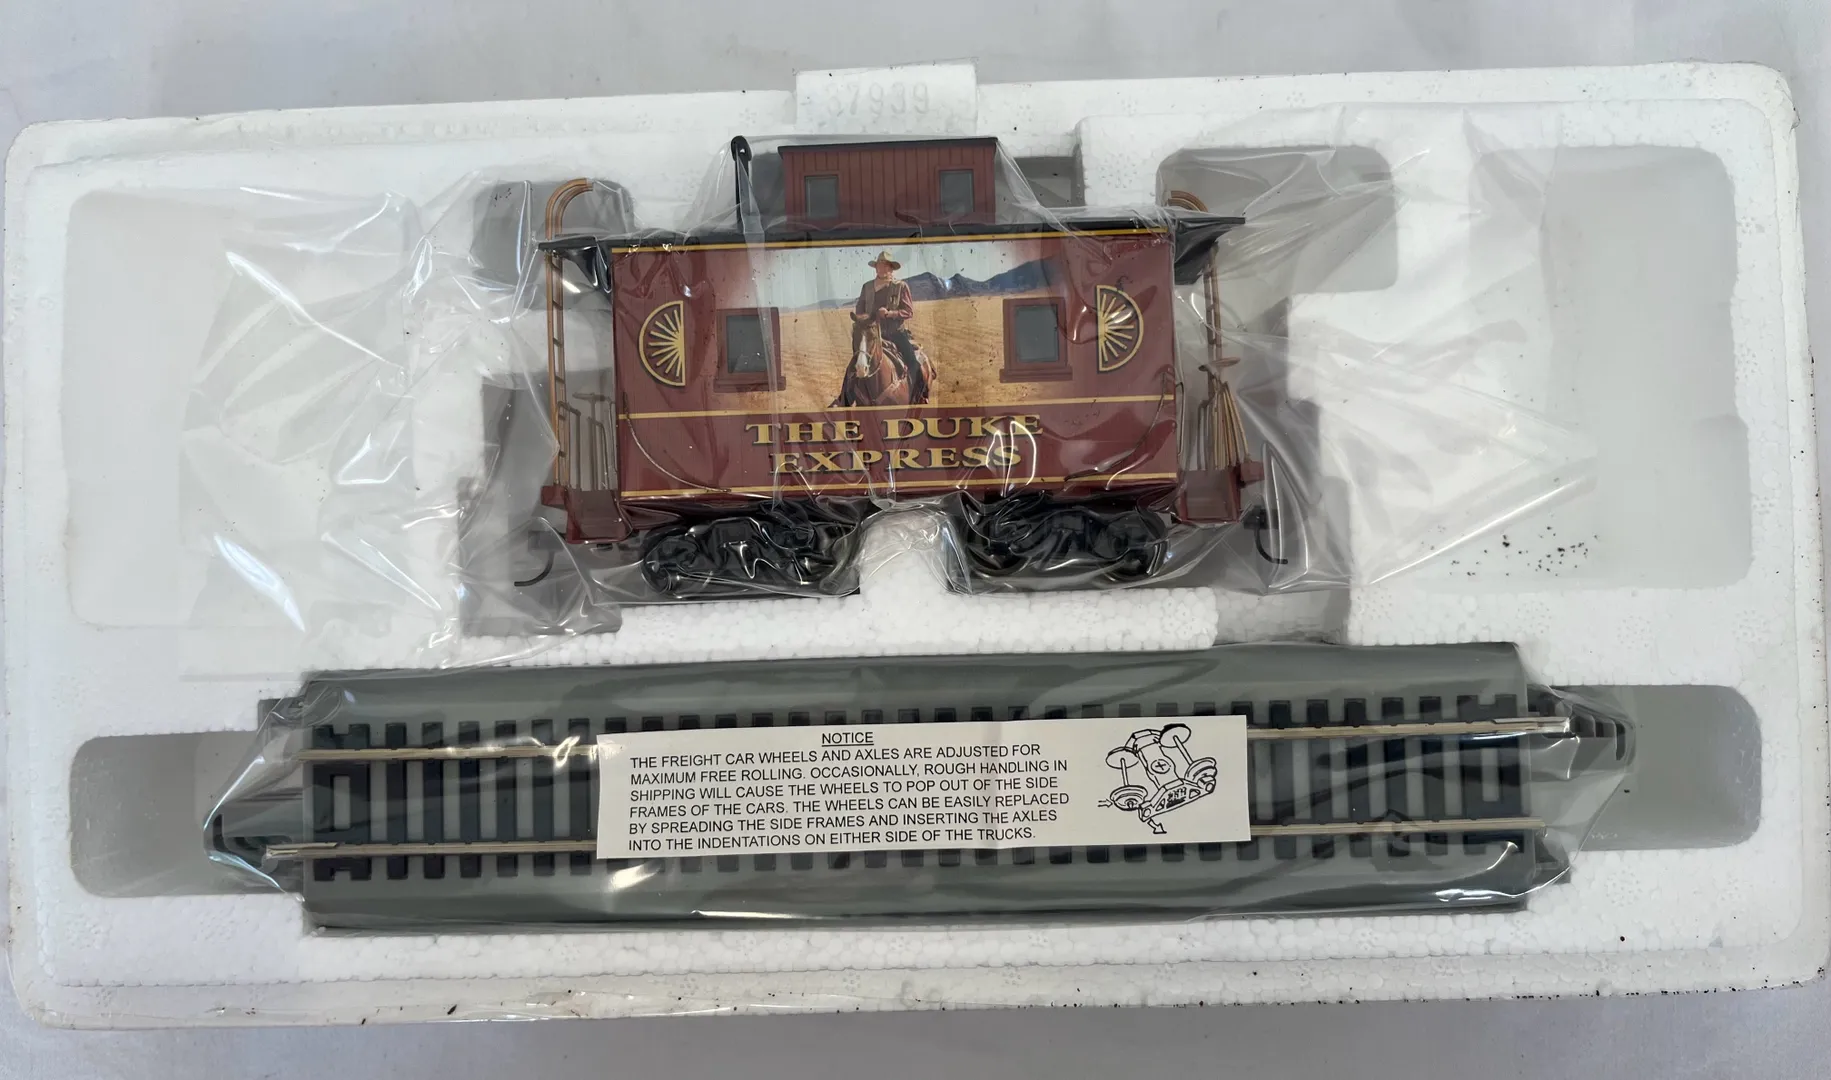 37939
THE DUKE
EXPRESS
NOTICE
THE FREIGHT CAR WHEELS AND AXLES ARE ADJUSTED FOR
MAXIMUM FREE ROLLING. OCCASIONALLY, ROUGH HANDLING IN
SHIPPING WILL CAUSE THE WHEELS TO POP OUT OF THE SIDE
FRAMES OF THE CARS. THE WHEELS CAN BE EASILY REPLACED
BY SPREADING THE SIDE FRAMES AND INSERTING THE AXLES
INTO THE INDENTATIONS ON EITHER SIDE OF THE TRUCKS.